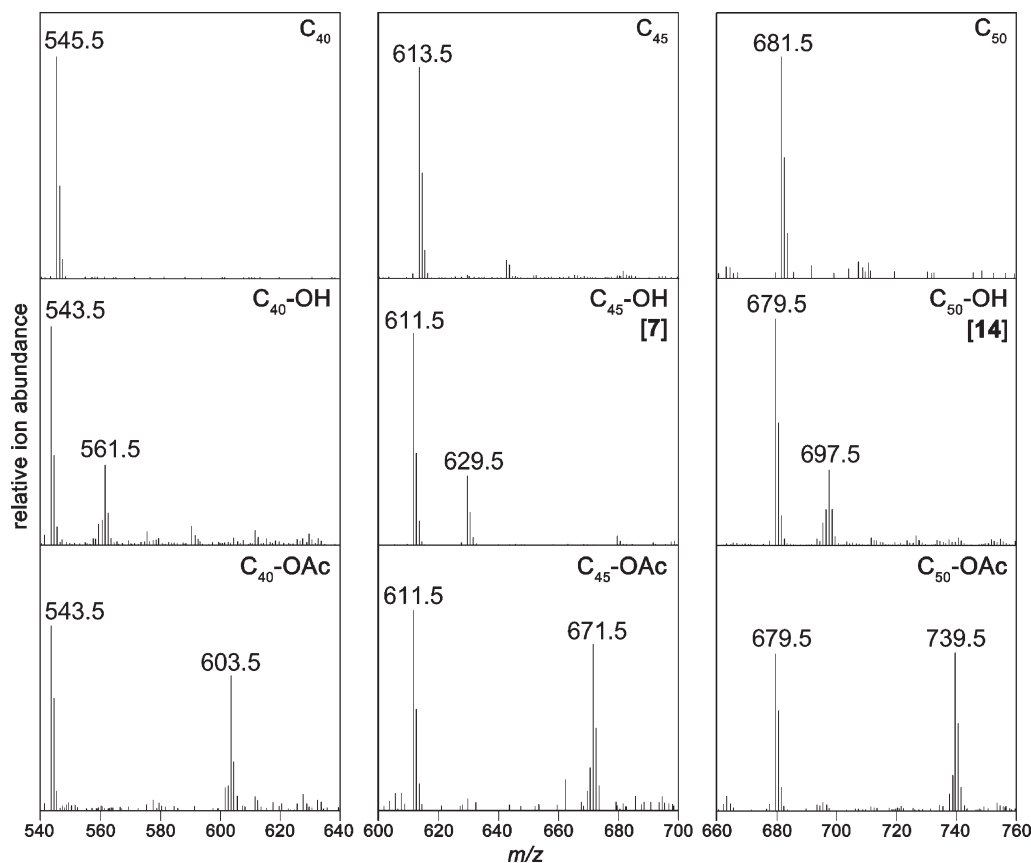 C₄₀
545.5
C₄₅
613.5
C₅₀
681.5
C₄₀-OH
543.5
561.5
C₄₅-OH
[7]
611.5
629.5
C₅₀-OH
[14]
679.5
697.5
C₄₀-OAc
543.5
603.5
C₄₅-OAc
611.5
671.5
C₅₀-OAc
679.5
739.5
relative ion abundance
540 560 580 600 620 640
600 620 640 660 680 700
660 680 700 720 740 760
m/z